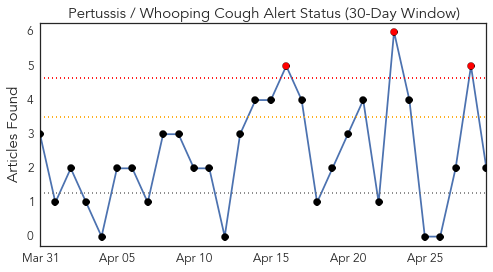 Pertussis / Whooping Cough Alert Status (30-Day Window)
Articles Found
6
5
4
3
2
1
0
Mar 31 Apr 05 Apr 10 Apr 15 Apr 20 Apr 25